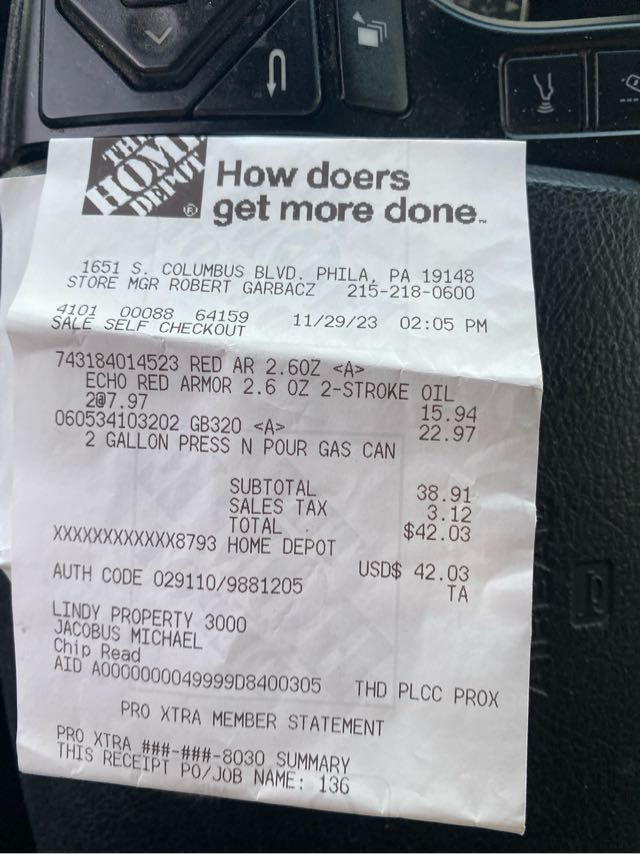 THE
HOME
DEPOT
®
How doers
get more done™
1651 S. COLUMBUS BLVD. PHILA, PA 19148
STORE MGR ROBERT GARBACZ 215-218-0600
4101 00088 64159 11/29/23 02:05 PM
SALE SELF CHECKOUT
743184014523 RED AR 2.6OZ <A>
ECHO RED ARMOR 2.6 OZ 2-STROKE OIL
2@7.97 15.94
060534103202 GB320 <A> 22.97
2 GALLON PRESS N POUR GAS CAN
SUBTOTAL 38.91
SALES TAX 3.12
TOTAL $42.03
XXXXXXXXXXXX8793 HOME DEPOT
USD$ 42.03
AUTH CODE 029110/9881205 TA
LINDY PROPERTY 3000
JACOBUS MICHAEL
Chip Read
AID A0000000049999D8400305 THD PLCC PROX
PRO XTRA MEMBER STATEMENT
PRO XTRA ###-###-8030 SUMMARY
THIS RECEIPT PO/JOB NAME: 136